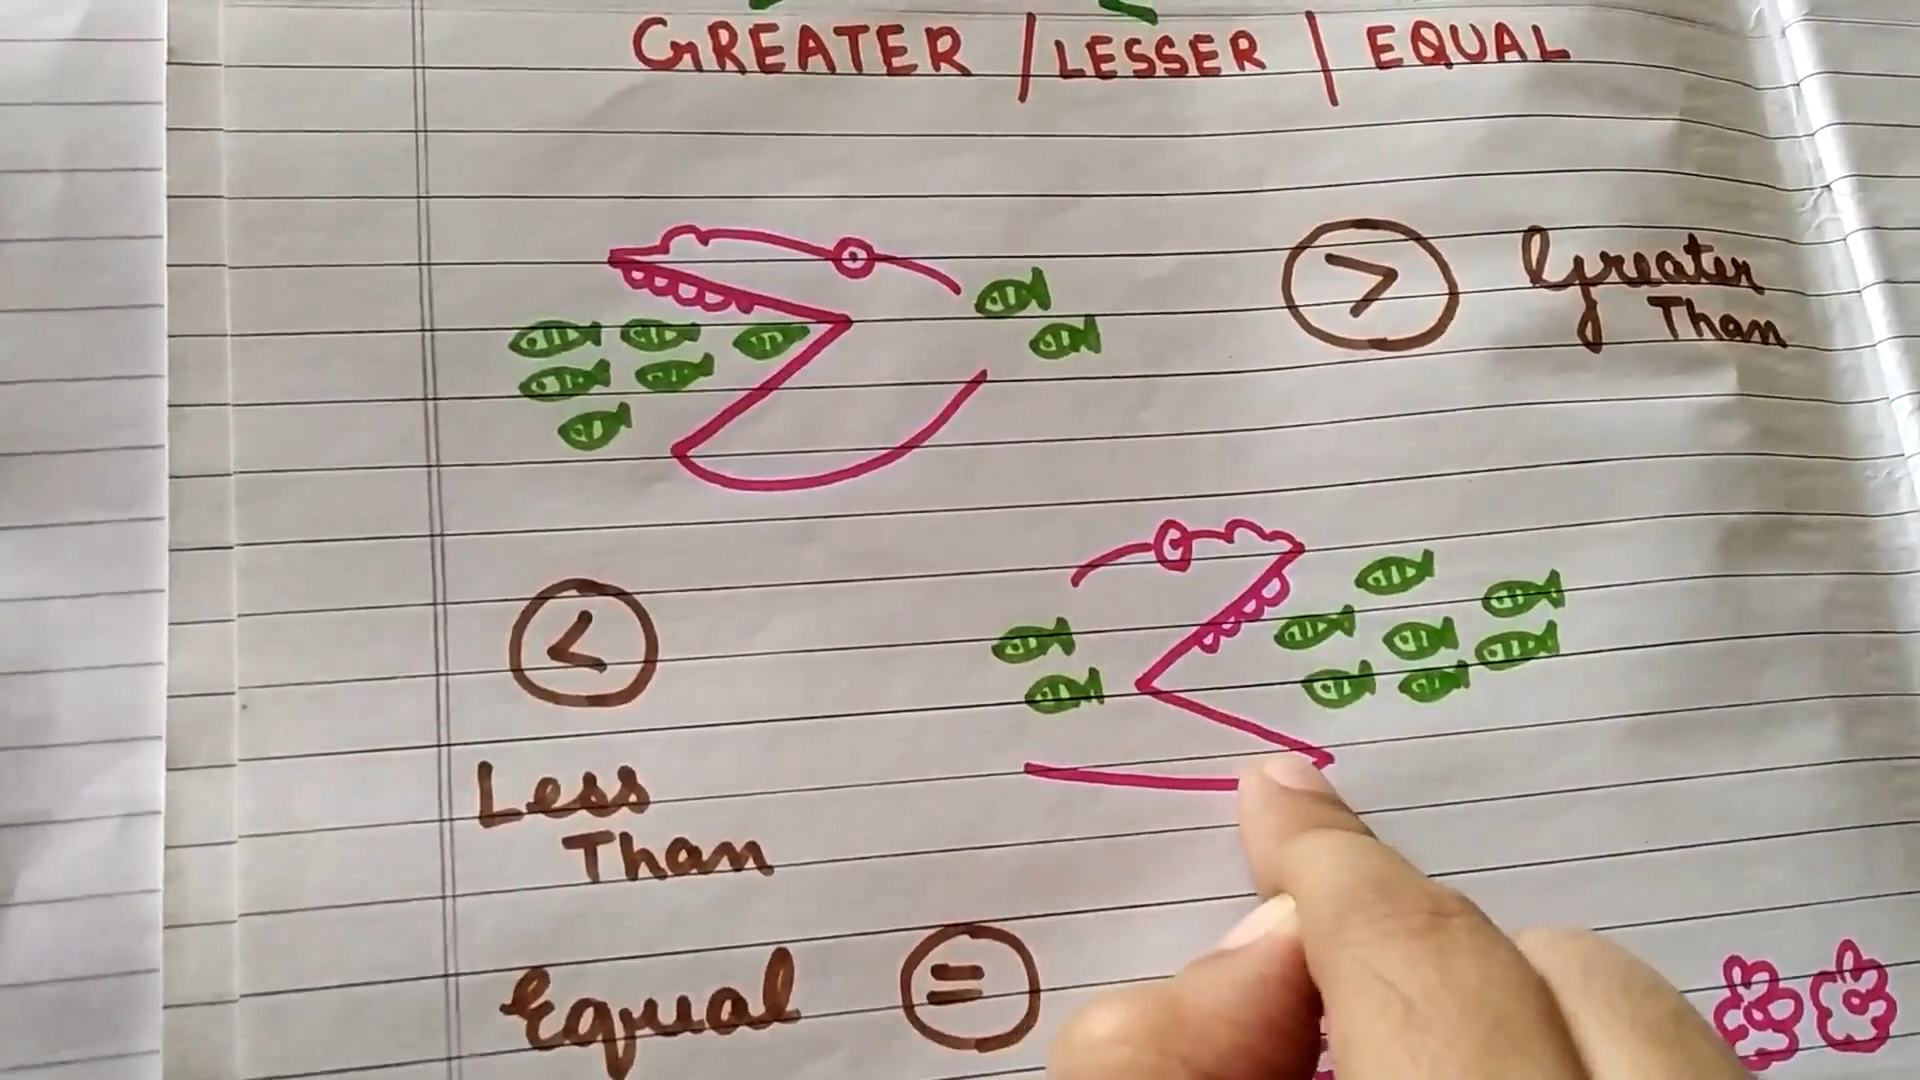 GREATER / LESSER | EQUAL
> Greater
Than
<
Less
Than
Equal =